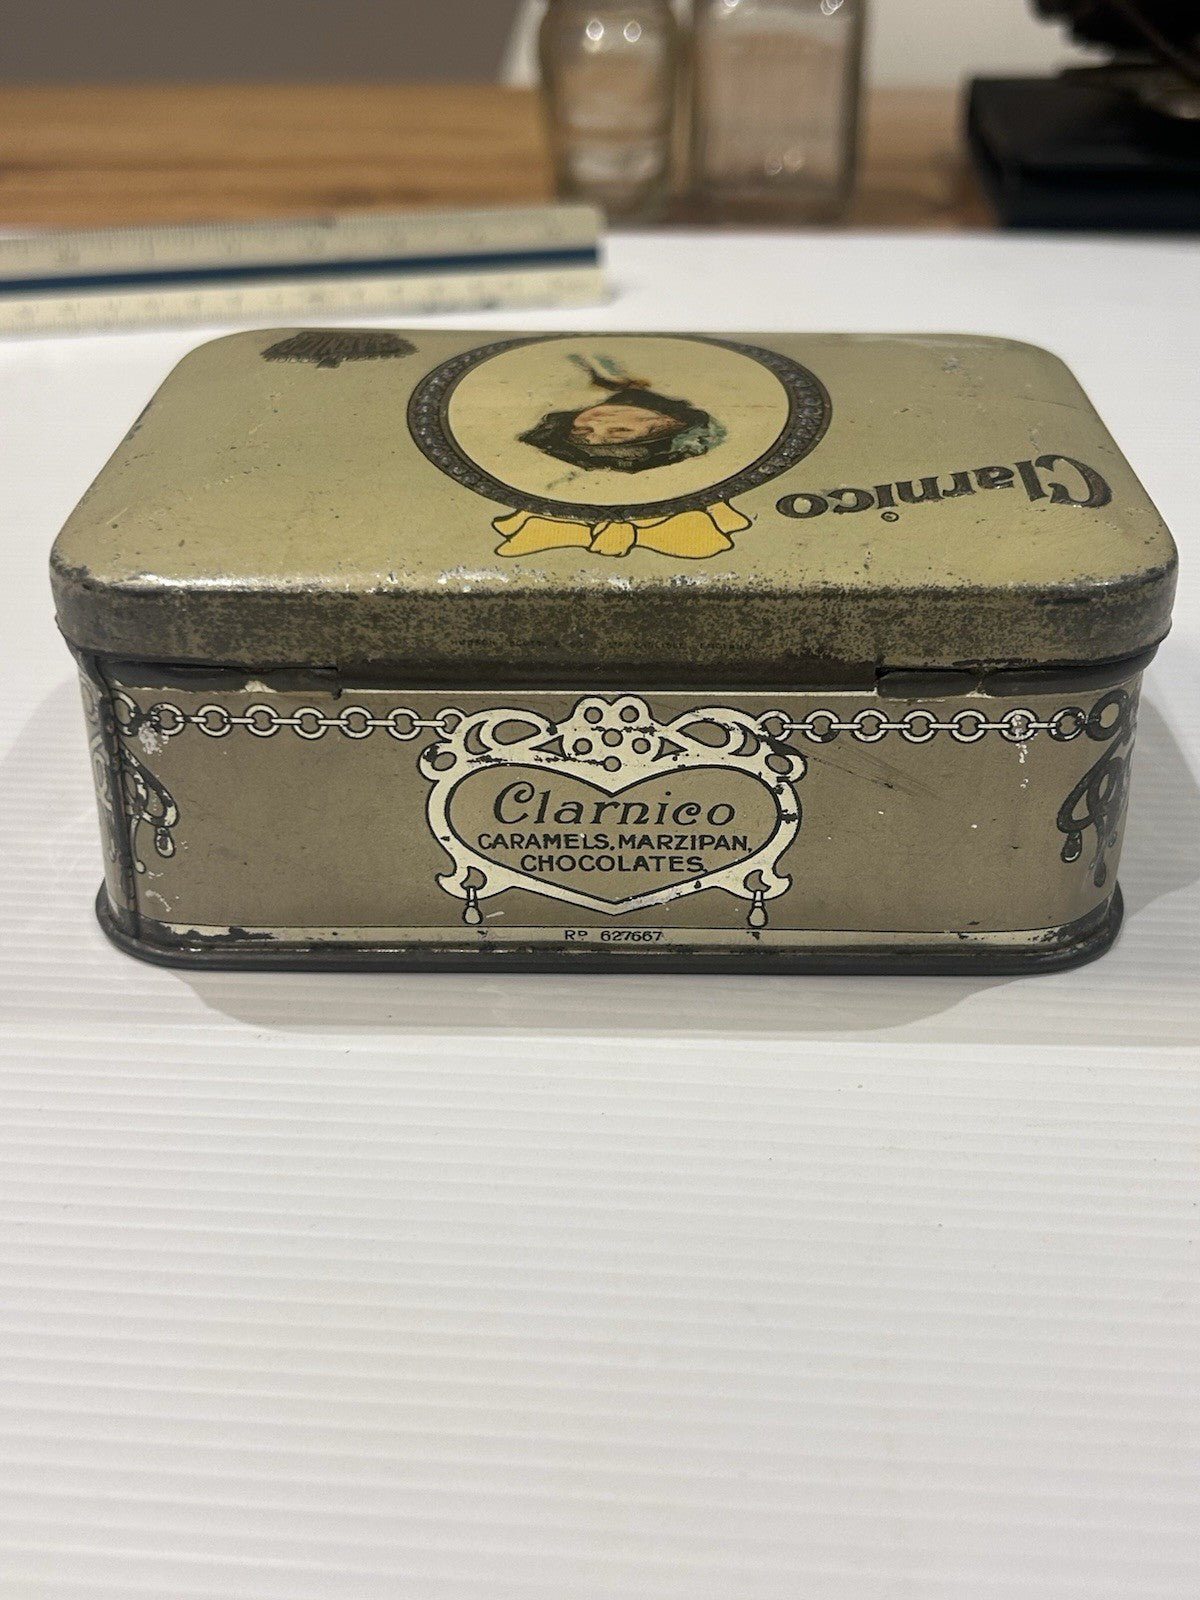 Clarnico
Clarnico
CARAMELS, MARZIPAN,
CHOCOLATES.
RD 627667